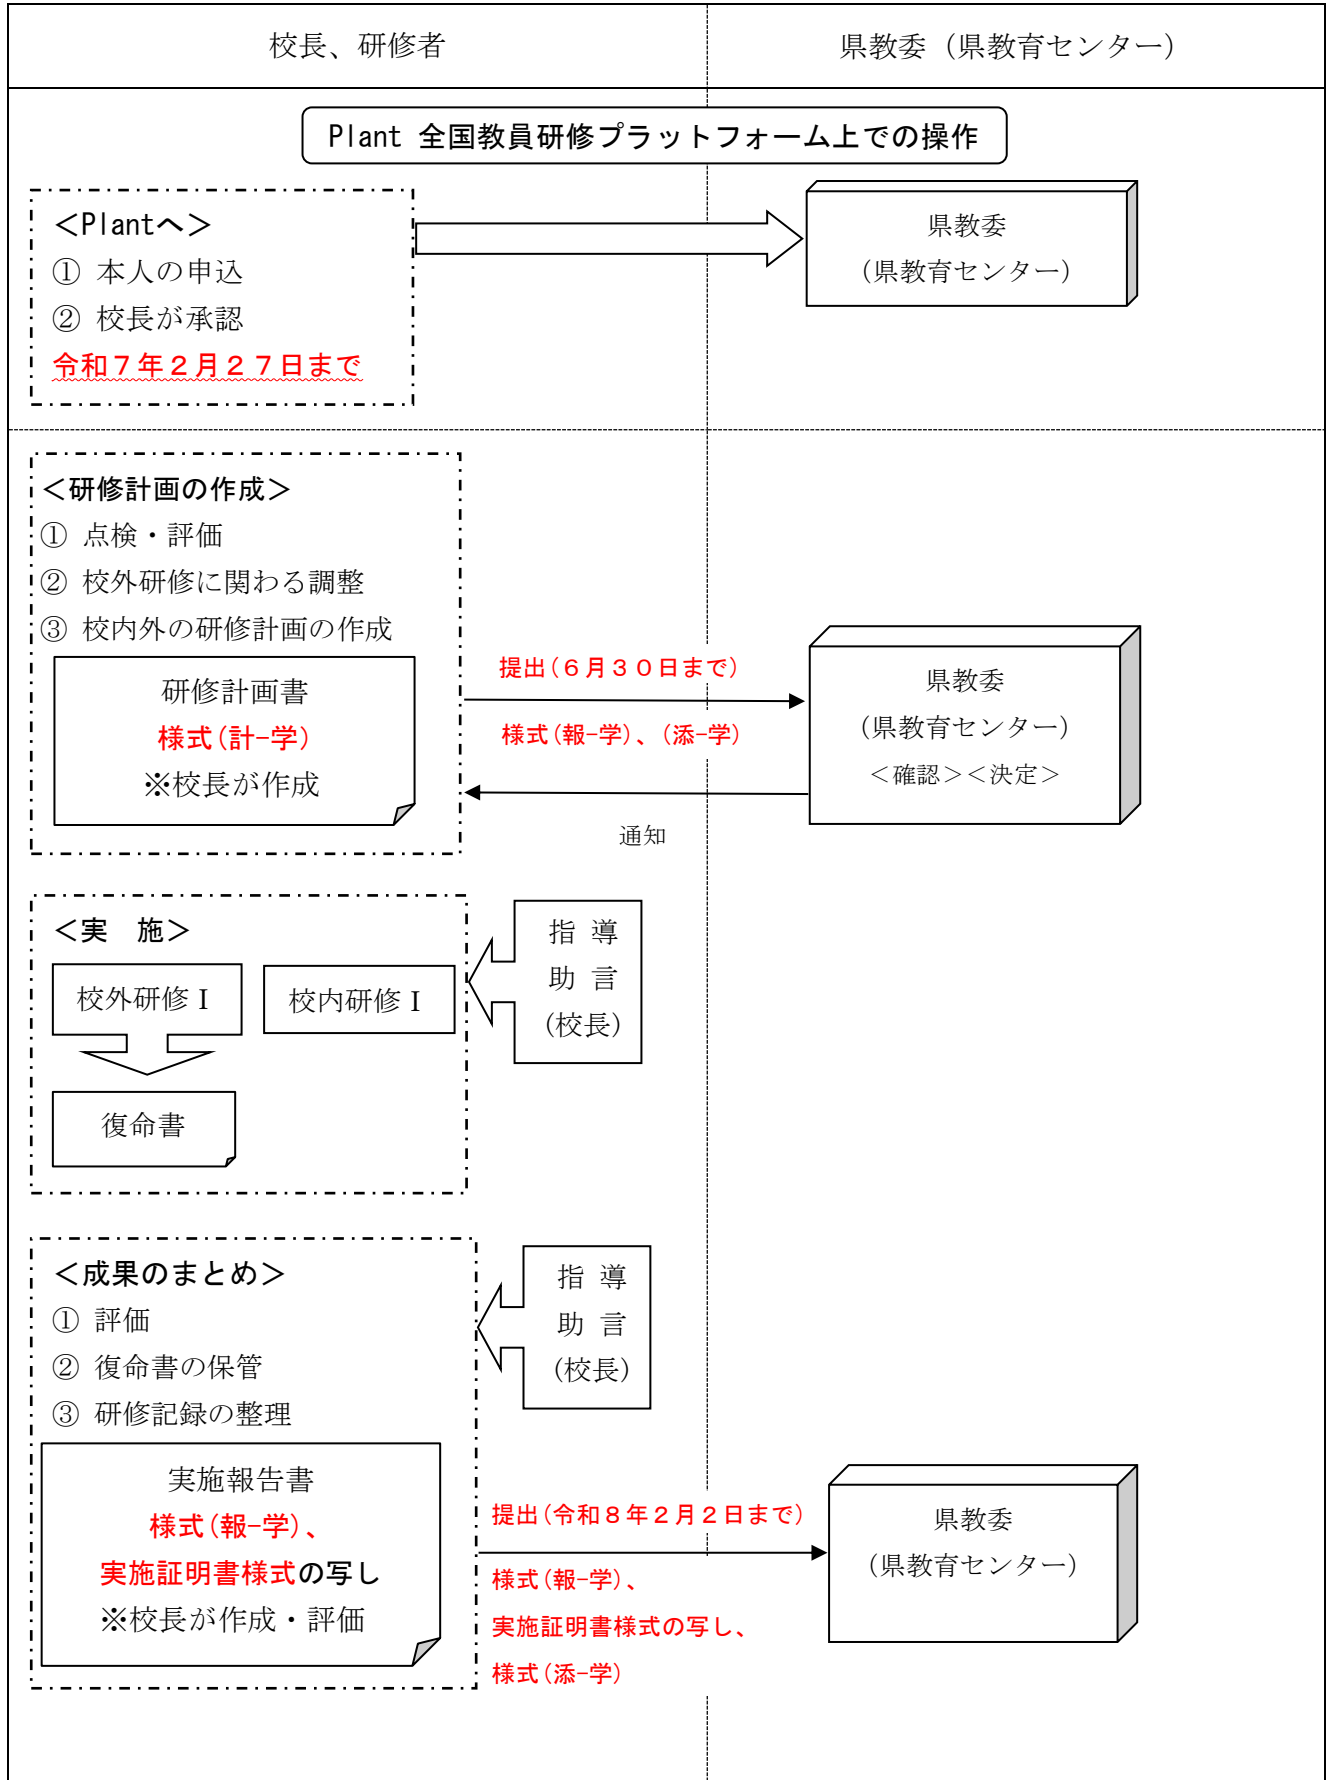 校長、研修者
県教委（県教育センター）
Plant 全国教員研修プラットフォーム上での操作
＜Plantへ＞
① 本人の申込
② 校長が承認
令和７年２月２７日まで
県教委
（県教育センター）
＜研修計画の作成＞
① 点検・評価
② 校外研修に関わる調整
③ 校内外の研修計画の作成
研修計画書
様式(計-学)
※校長が作成
提出(６月３０日まで)
様式(報-学)、(添-学)
通知
県教委
（県教育センター）
＜確認＞＜決定＞
＜実　施＞
校外研修Ⅰ
校内研修Ⅰ
復命書
指 導
助 言
(校長)
＜成果のまとめ＞
① 評価
② 復命書の保管
③ 研修記録の整理
指 導
助 言
(校長)
実施報告書
様式(報-学)、
実施証明書様式の写し
※校長が作成・評価
提出(令和８年２月２日まで)
様式(報-学)、
実施証明書様式の写し、
様式(添-学)
県教委
（県教育センター）